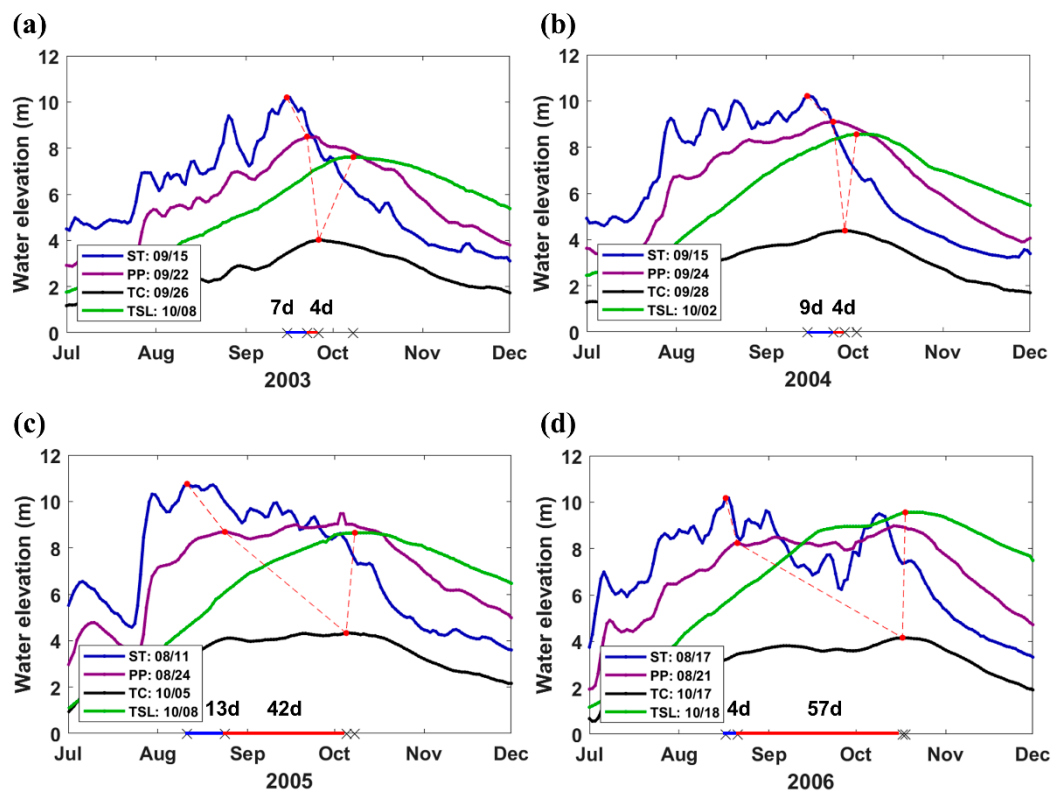 (a)
Water elevation (m)
12
10
8
6
4
2
0
ST: 09/15
PP: 09/22
TC: 09/26
TSL: 10/08
7d 4d
Jul Aug Sep Oct Nov Dec
2003
(b)
Water elevation (m)
12
10
8
6
4
2
0
ST: 09/15
PP: 09/24
TC: 09/28
TSL: 10/02
9d 4d
Jul Aug Sep Oct Nov Dec
2004
(c)
Water elevation (m)
12
10
8
6
4
2
0
ST: 08/11
PP: 08/24
TC: 10/05
TSL: 10/08
13d 42d
Jul Aug Sep Oct Nov Dec
2005
(d)
Water elevation (m)
12
10
8
6
4
2
0
ST: 08/17
PP: 08/21
TC: 10/17
TSL: 10/18
4d 57d
Jul Aug Sep Oct Nov Dec
2006